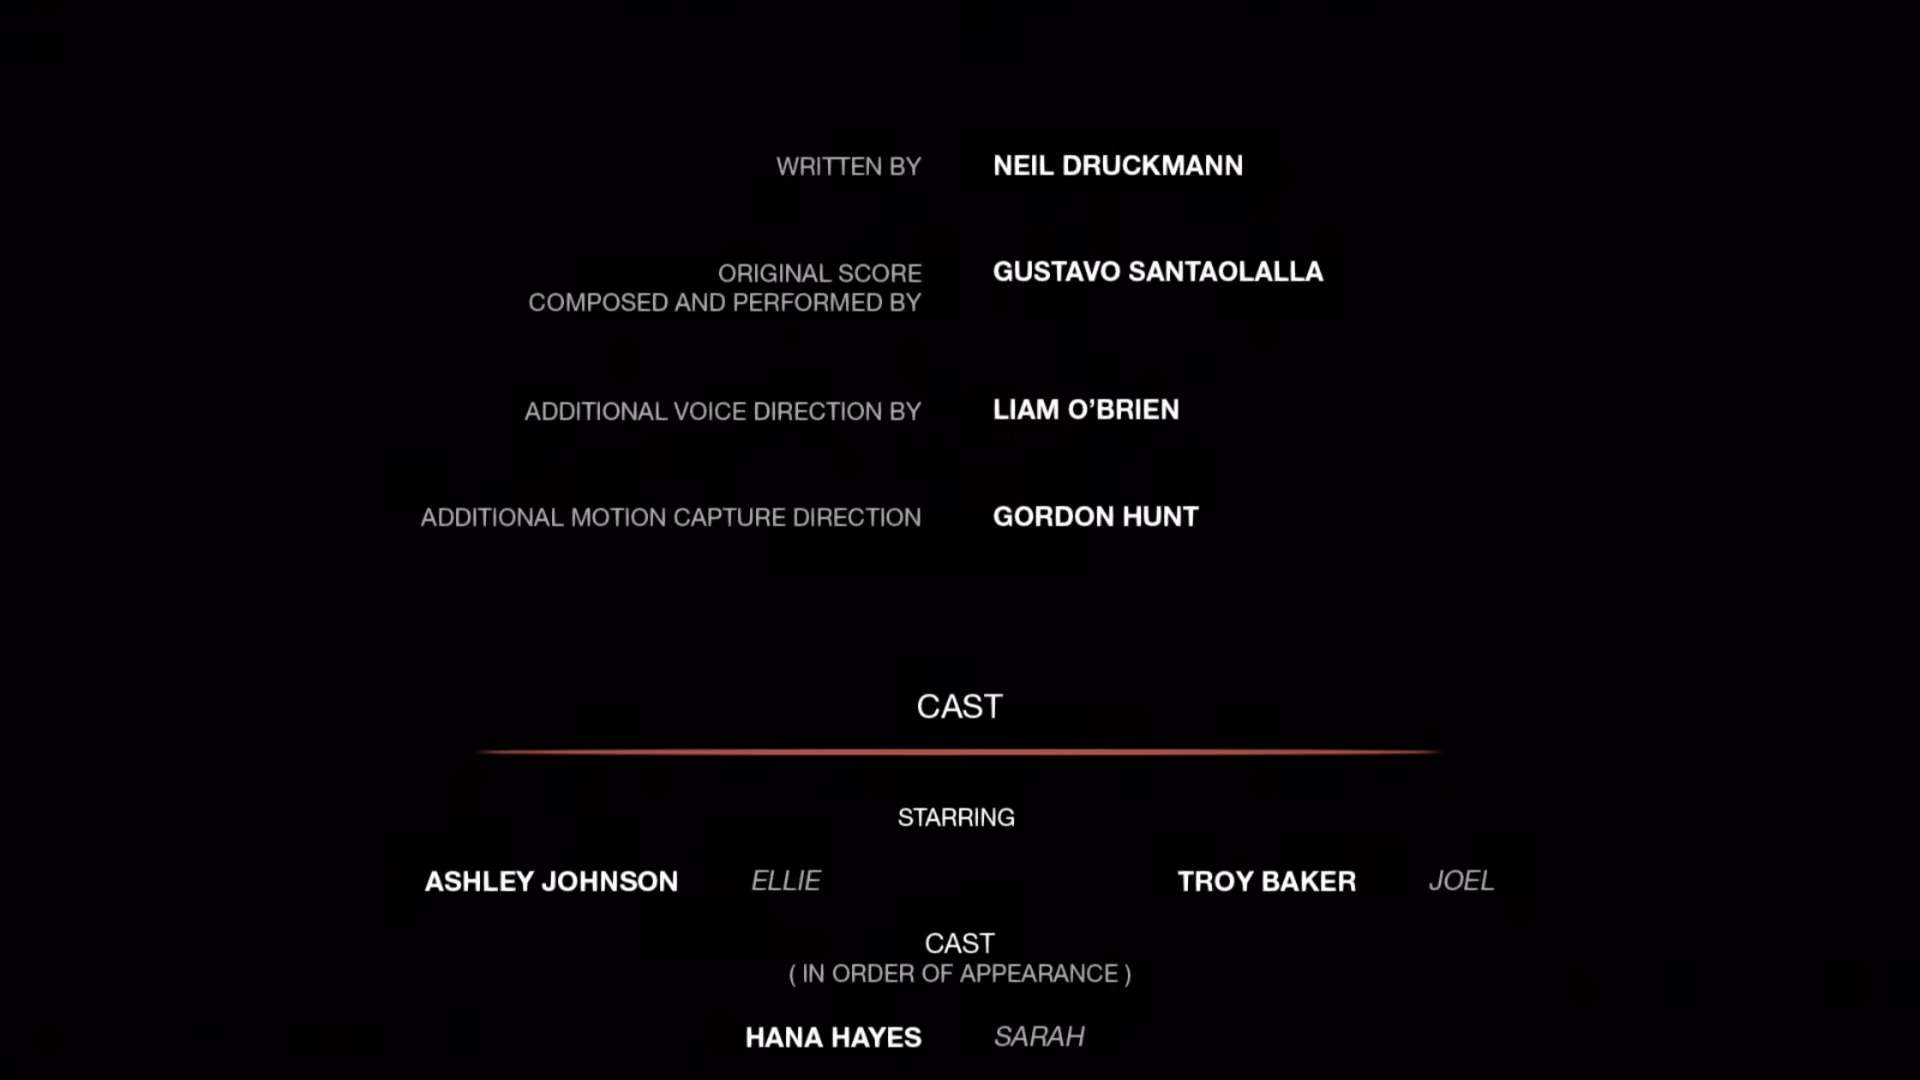 WRITTEN BY NEIL DRUCKMANN
ORIGINAL SCORE GUSTAVO SANTAOLALLA
COMPOSED AND PERFORMED BY
ADDITIONAL VOICE DIRECTION BY LIAM O’BRIEN
ADDITIONAL MOTION CAPTURE DIRECTION GORDON HUNT
CAST
STARRING
ASHLEY JOHNSON ELLIE TROY BAKER JOEL
CAST
( IN ORDER OF APPEARANCE )
HANA HAYES SARAH